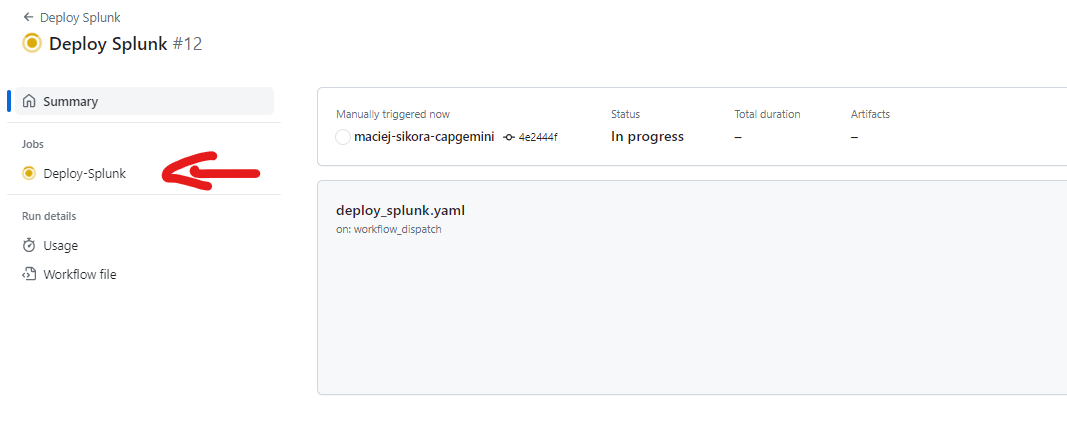 Deploy Splunk
Deploy Splunk #12
Summary
Jobs
Deploy-Splunk
Run details
Usage
Workflow file
Manually triggered now
maciej-sikora-capgemini 4e2444f
Status
In progress
Total duration
–
Artifacts
–
deploy_splunk.yaml
on: workflow_dispatch